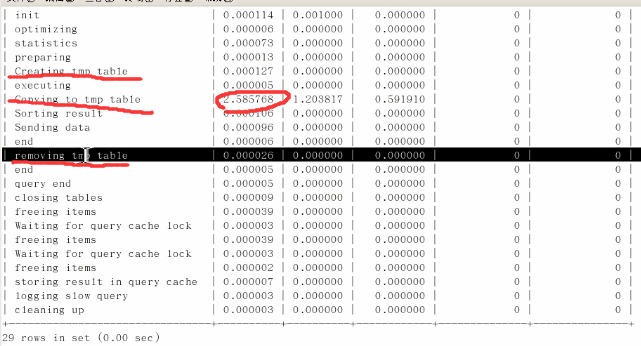 | init | 0.000114 | 0.001000 | 0.000000 | 0 | 0 |
| optimizing | 0.000006 | 0.000000 | 0.000000 | 0 | 0 |
| statistics | 0.000073 | 0.000000 | 0.000000 | 0 | 0 |
| preparing | 0.000013 | 0.000000 | 0.000000 | 0 | 0 |
| Creating tmp table | 0.000127 | 0.000000 | 0.000000 | 0 | 0 |
| executing | 0.000005 | 0.000000 | 0.000000 | 0 | 0 |
| Copying to tmp table | 2.585768 | 1.203817 | 0.591910 | 0 | 0 |
| Sorting result | 0.000106 | 0.000000 | 0.000000 | 0 | 0 |
| Sending data | 0.000096 | 0.000000 | 0.000000 | 0 | 0 |
| end | 0.000006 | 0.000000 | 0.000000 | 0 | 0 |
| removing tmp table | 0.000026 | 0.000000 | 0.000000 | 0 | 0 |
| end | 0.000005 | 0.000000 | 0.000000 | 0 | 0 |
| query end | 0.000005 | 0.000000 | 0.000000 | 0 | 0 |
| closing tables | 0.000009 | 0.000000 | 0.000000 | 0 | 0 |
| freeing items | 0.000039 | 0.000000 | 0.000000 | 0 | 0 |
| Waiting for query cache lock | 0.000003 | 0.000000 | 0.000000 | 0 | 0 |
| freeing items | 0.000039 | 0.000000 | 0.000000 | 0 | 0 |
| Waiting for query cache lock | 0.000003 | 0.000000 | 0.000000 | 0 | 0 |
| freeing items | 0.000002 | 0.000000 | 0.000000 | 0 | 0 |
| storing result in query cache | 0.000007 | 0.000000 | 0.000000 | 0 | 0 |
| logging slow query | 0.000003 | 0.000000 | 0.000000 | 0 | 0 |
| cleaning up | 0.000003 | 0.000000 | 0.000000 | 0 | 0 |
29 rows in set (0.00 sec)